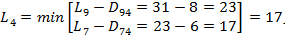 L₄ = min [ L₉ − D₉₄ = 31 − 8 = 23
L₇ − D₇₄ = 23 − 6 = 17 ] = 17.